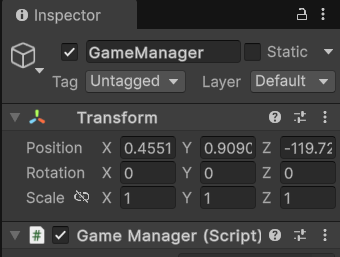 Inspector
GameManager Static
Tag Untagged Layer Default
Transform
Position X 0.4551 Y 0.9090 Z -119.72
Rotation X 0 Y 0 Z 0
Scale X 1 Y 1 Z 1
# Game Manager (Script)